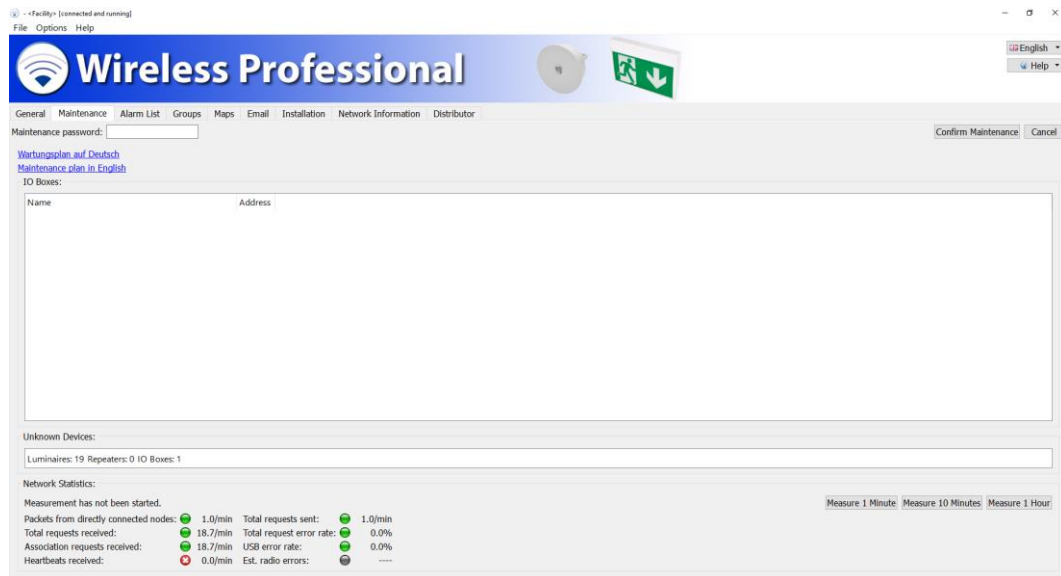 - <Facility> [connected and running]
File Options Help
Wireless Professional
English
Help
General Maintenance Alarm List Groups Maps Email Installation Network Information Distributor
Maintenance password: Confirm Maintenance Cancel
Wartungsplan auf Deutsch
Maintenance plan in English
IO Boxes:
Name Address
Unknown Devices:
Luminaires: 19 Repeaters: 0 IO Boxes: 1
Network Statistics:
Measurement has not been started. Measure 1 Minute Measure 10 Minutes Measure 1 Hour
Packets from directly connected nodes: 1.0/min Total requests sent: 1.0/min
Total requests received: 18.7/min Total request error rate: 0.0%
Association requests received: 18.7/min USB error rate: 0.0%
Heartbeats received: 0.0/min Est. radio errors: ----